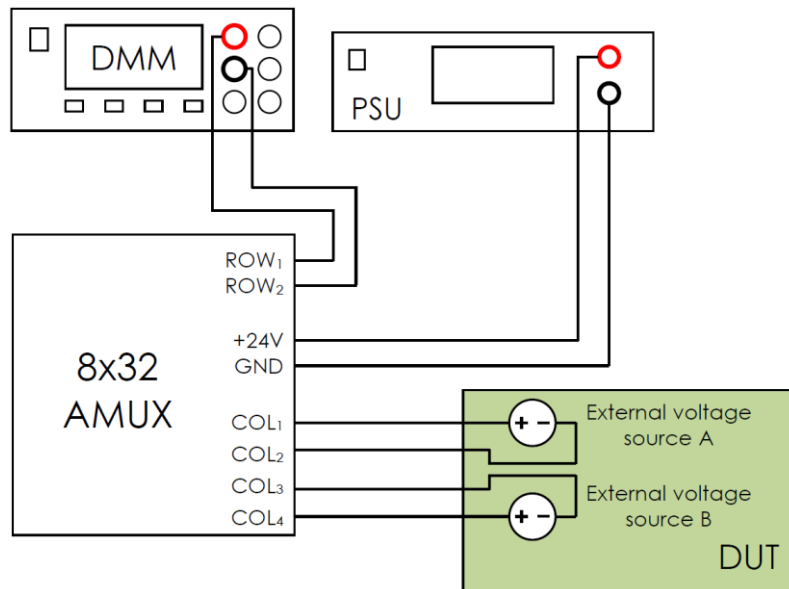 DMM
PSU
ROW₁
ROW₂
+24V
GND
8x32
AMUX
COL₁
COL₂
COL₃
COL₄
+ −
External voltage
source A
External voltage
source B
+ −
DUT